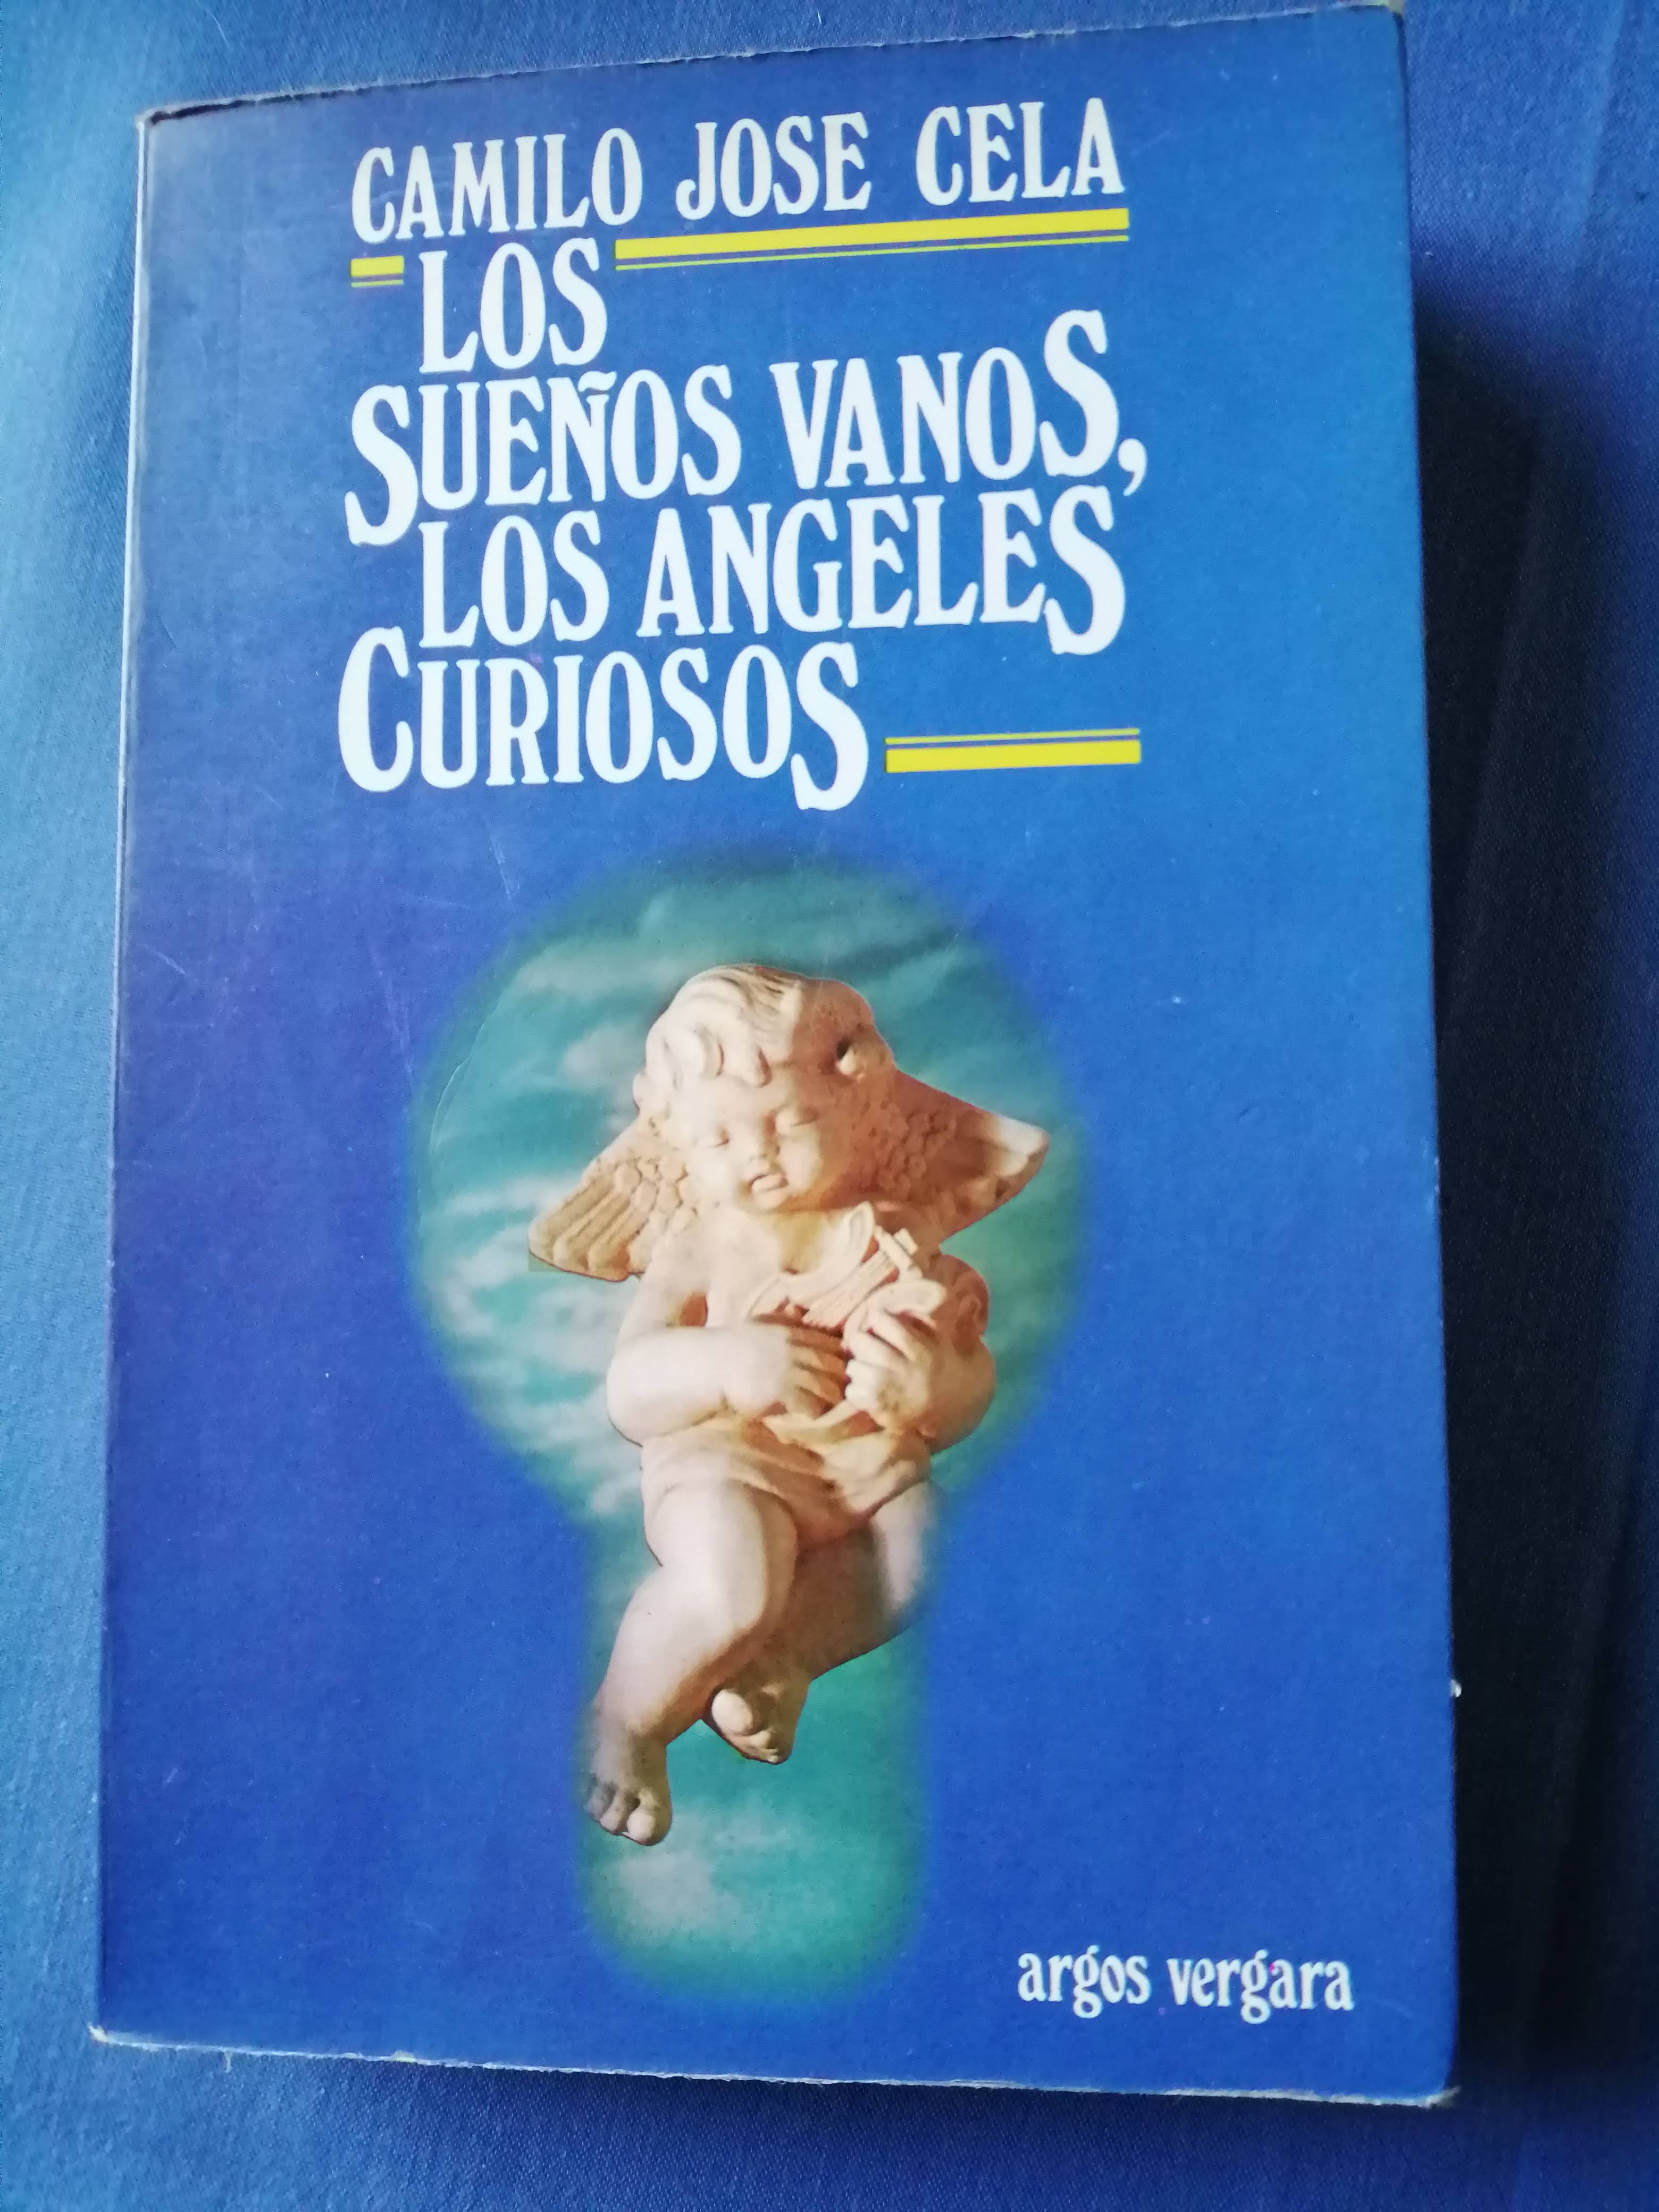 CAMILO JOSE CELA
LOS
SUEÑOS VANOS,
LOS ANGELES
CURIOSOS
argos vergara